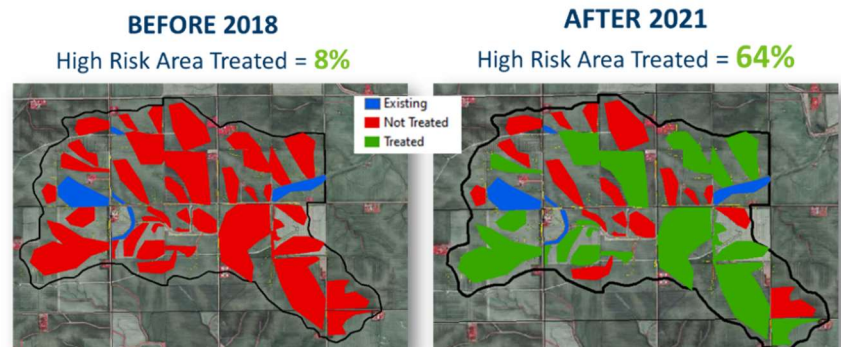 BEFORE 2018
High Risk Area Treated = 8%
AFTER 2021
High Risk Area Treated = 64%
Existing
Not Treated
Treated